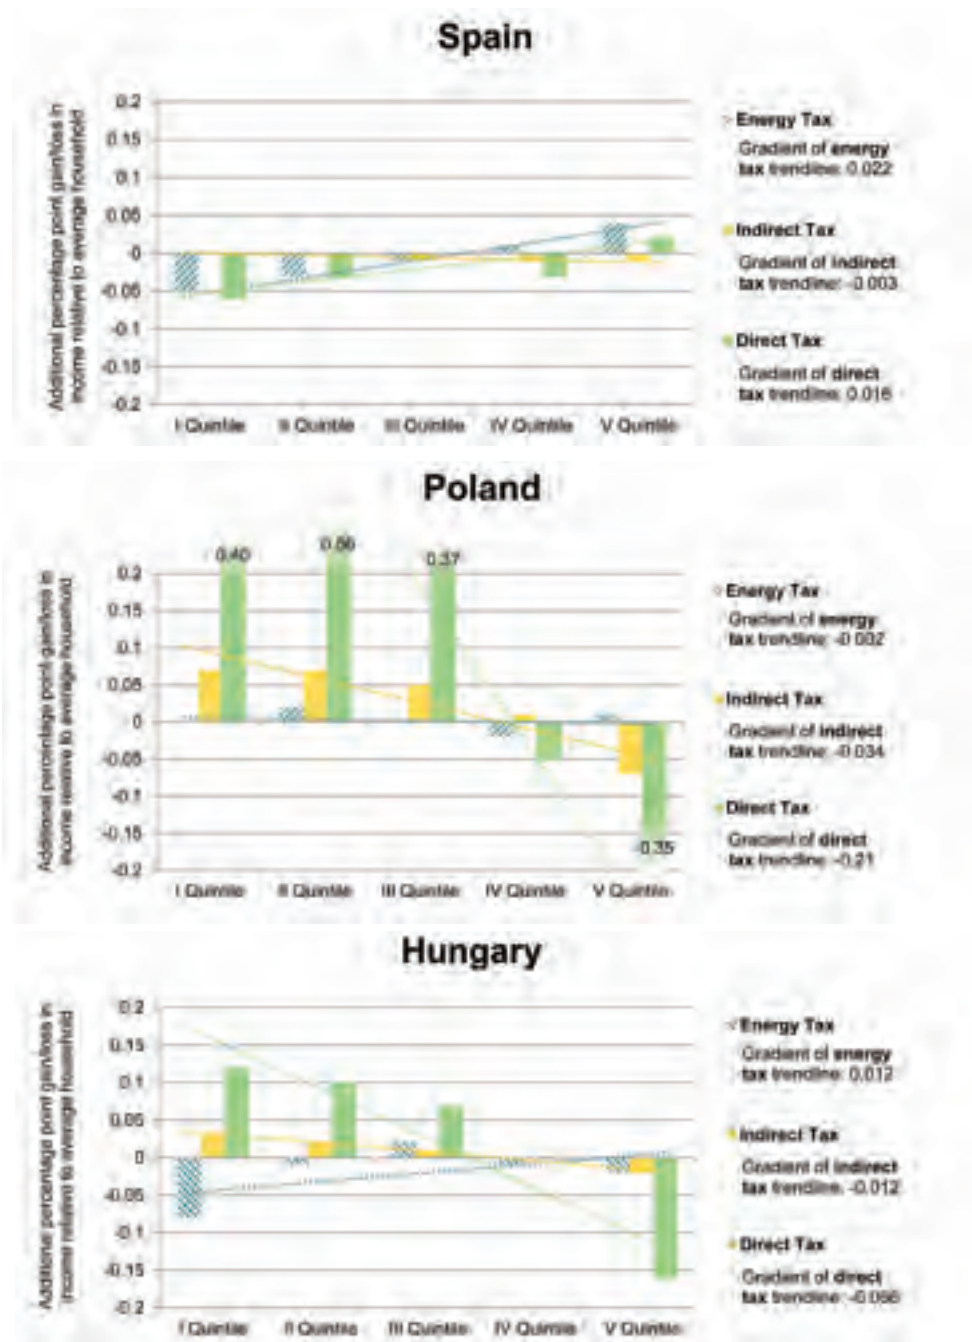 Spain
Additional percentage point gain/loss in
income relative to average household
0.2
0.15
0.1
0.05
0
-0.05
-0.1
-0.15
-0.2
I Quintile
II Quintile
III Quintile
IV Quintile
V Quintile
Energy Tax
Gradient of energy
tax trendline: 0.022
Indirect Tax
Gradient of indirect
tax trendline: -0.003
Direct Tax
Gradient of direct
tax trendline: 0.016
Poland
Additional percentage point gain/loss in
income relative to average household
0.2
0.15
0.1
0.05
0
-0.05
-0.1
-0.15
-0.2
0.40
0.37
-0.35
I Quintile
II Quintile
III Quintile
IV Quintile
V Quintile
Energy Tax
Gradient of energy
tax trendline: -0.002
Indirect Tax
Gradient of indirect
tax trendline: -0.034
Direct Tax
Gradient of direct
tax trendline: -0.21
Hungary
Additional percentage point gain/loss in
income relative to average household
0.2
0.15
0.1
0.05
0
-0.05
-0.1
-0.15
-0.2
I Quintile
II Quintile
III Quintile
IV Quintile
V Quintile
Energy Tax
Gradient of energy
tax trendline: 0.012
Indirect Tax
Gradient of indirect
tax trendline: -0.012
Direct Tax
Gradient of direct
tax trendline: